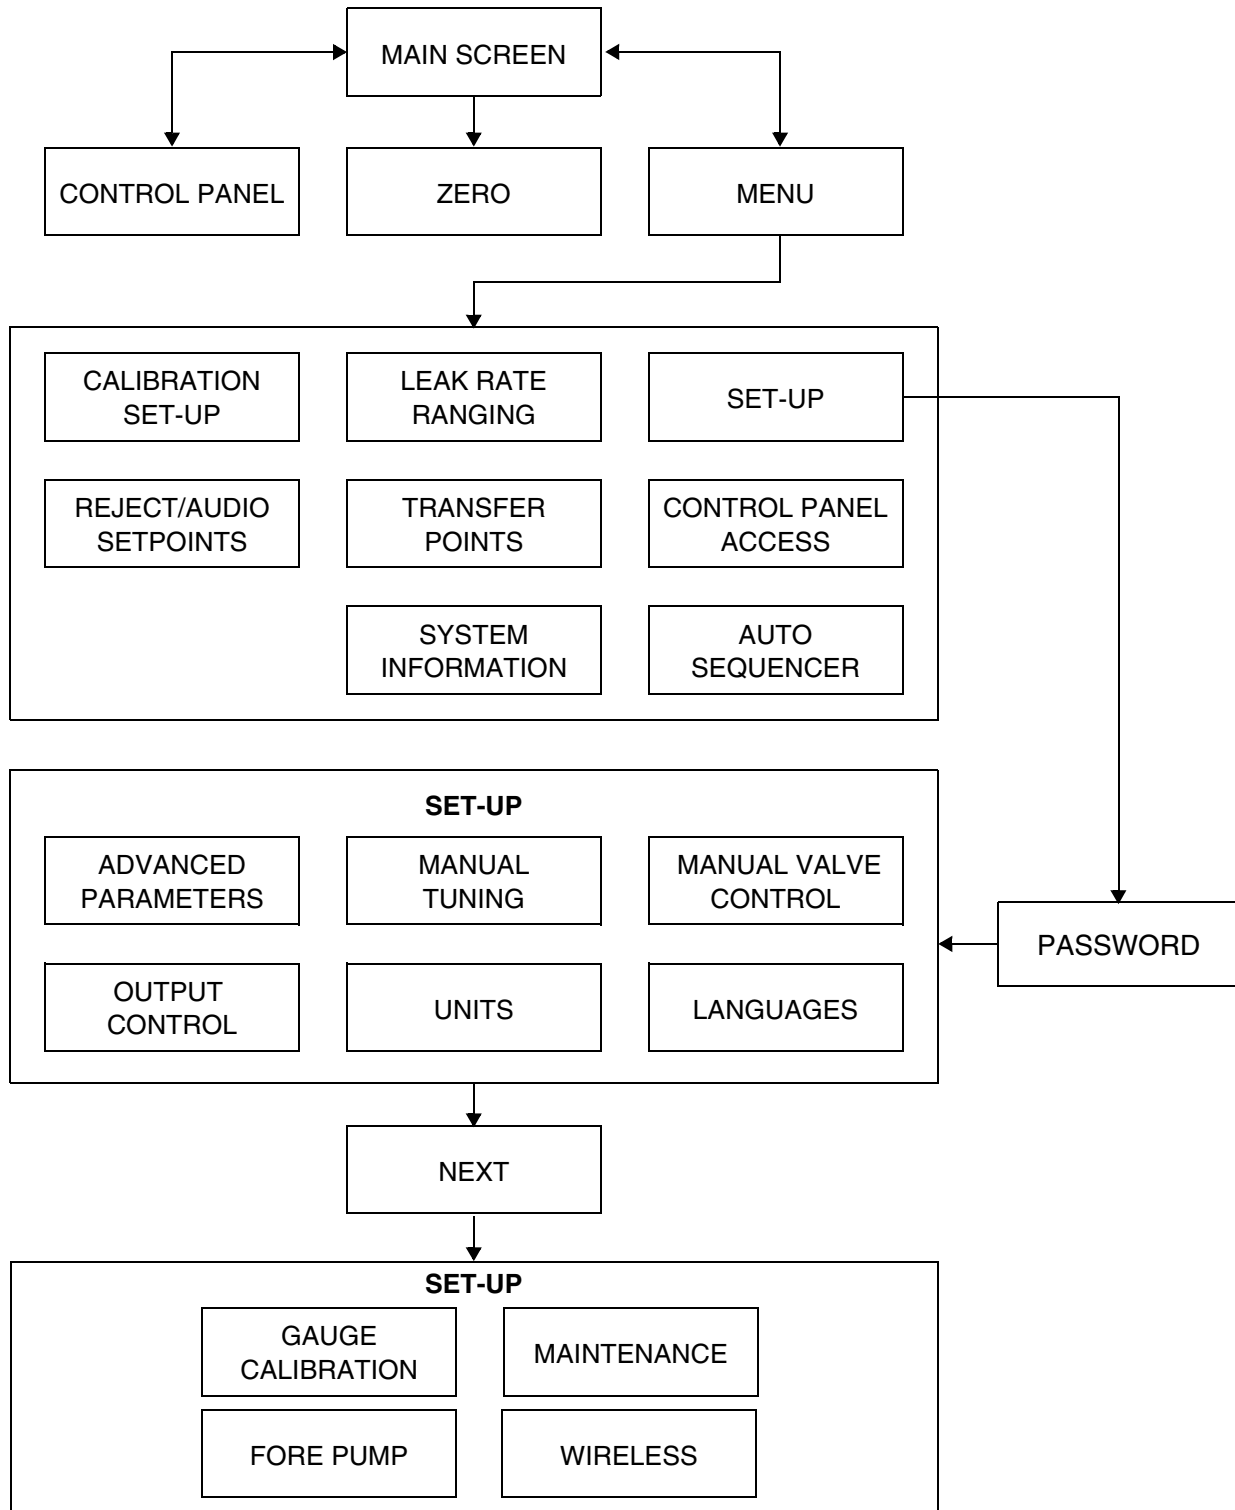 MAIN SCREEN
CONTROL PANEL
ZERO
MENU
CALIBRATION
SET-UP
LEAK RATE
RANGING
SET-UP
REJECT/AUDIO
SETPOINTS
TRANSFER
POINTS
CONTROL PANEL
ACCESS
SYSTEM
INFORMATION
AUTO
SEQUENCER
SET-UP
ADVANCED
PARAMETERS
MANUAL
TUNING
MANUAL VALVE
CONTROL
PASSWORD
OUTPUT
CONTROL
UNITS
LANGUAGES
NEXT
SET-UP
GAUGE
CALIBRATION
MAINTENANCE
FORE PUMP
WIRELESS